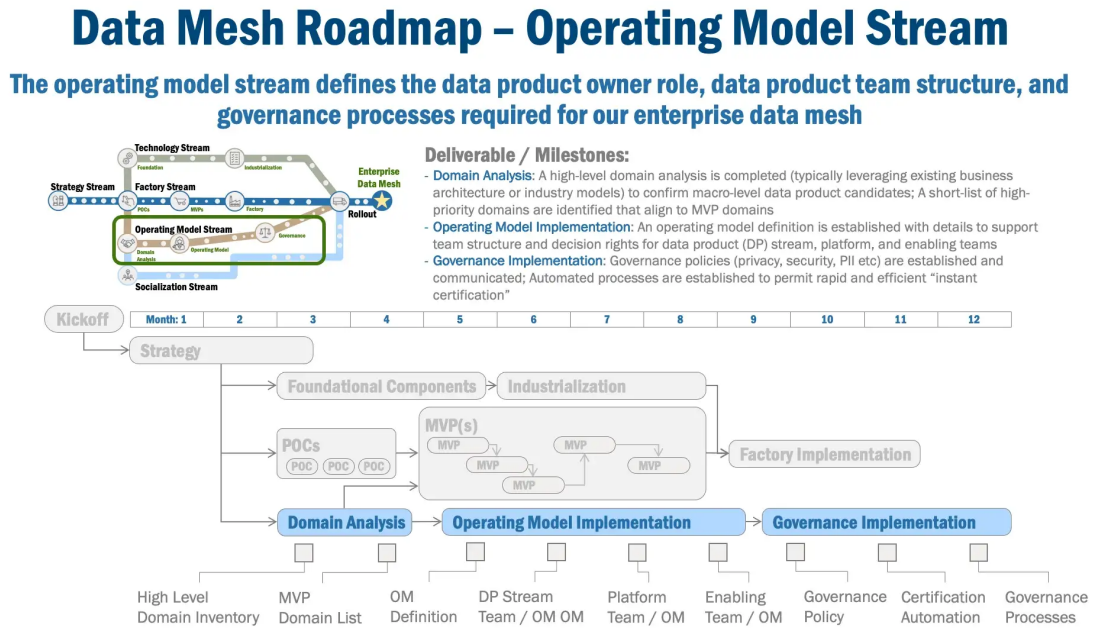 Data Mesh Roadmap – Operating Model Stream
The operating model stream defines the data product owner role, data product team structure, and
governance processes required for our enterprise data mesh
Technology Stream
Foundation
Industrialization
Strategy Stream
Factory Stream
POCs
MVPs
Factory
Enterprise
Data Mesh
Rollout
Operating Model Stream
Domain
Analysis
Operating Model
Governance
Socialization Stream
Deliverable / Milestones:
- Domain Analysis: A high-level domain analysis is completed (typically leveraging existing business
architecture or industry models) to confirm macro-level data product candidates; A short-list of high-
priority domains are identified that align to MVP domains
- Operating Model Implementation: An operating model definition is established with details to support
team structure and decision rights for data product (DP) stream, platform, and enabling teams
- Governance Implementation: Governance policies (privacy, security, PII etc) are established and
communicated; Automated processes are established to permit rapid and efficient “instant
certification”
Kickoff
Month: 1 2 3 4 5 6 7 8 9 10 11 12
Strategy
Foundational Components
Industrialization
POCs
POC POC POC
MVP(s)
MVP
MVP
MVP
MVP
MVP
Factory Implementation
Domain Analysis
Operating Model Implementation
Governance Implementation
High Level
Domain Inventory
MVP
Domain List
OM
Definition
DP Stream
Team / OM OM
Platform
Team / OM
Enabling
Team / OM
Governance
Policy
Certification
Automation
Governance
Processes